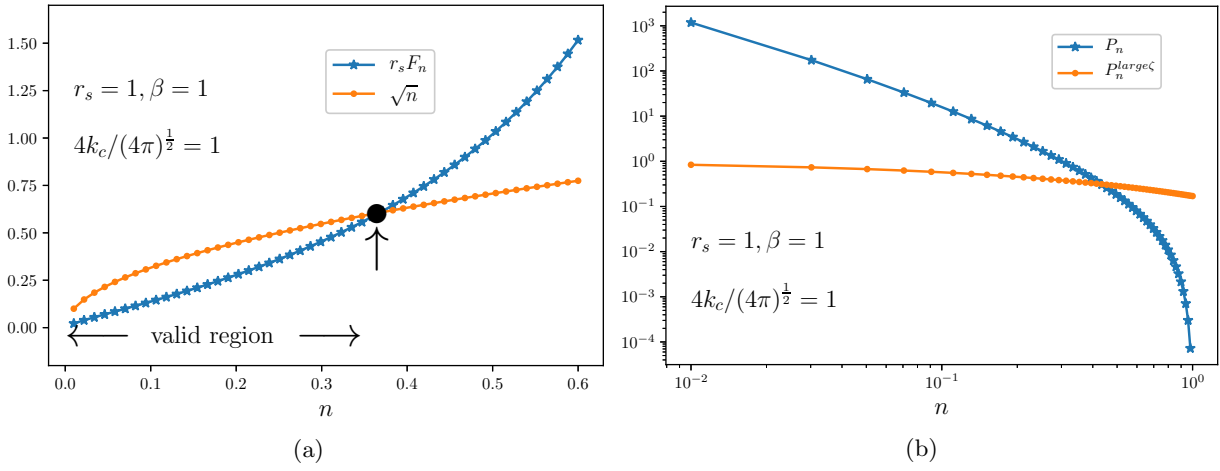 1.50
1.25
1.00
0.75
0.50
0.25
0.00
r_s F_n
√n
r_s = 1, β = 1
4k_c/(4π)^{1/2} = 1
valid region
0.0 0.1 0.2 0.3 0.4 0.5 0.6
n
(a)
10^3
10^2
10^1
10^0
10^{-1}
10^{-2}
10^{-3}
10^{-4}
P_n
P_n^{largeζ}
r_s = 1, β = 1
4k_c/(4π)^{1/2} = 1
10^{-2} 10^{-1} 10^0
n
(b)